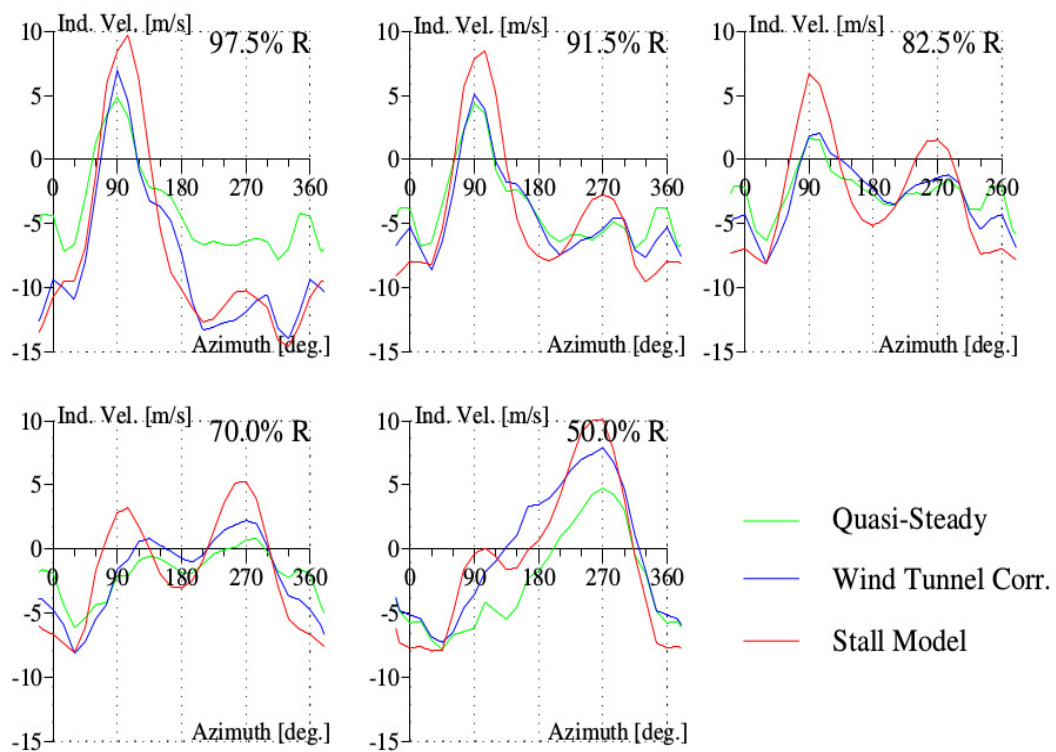 Ind. Vel. [m/s]
97.5% R
10
5
0
-5
-10
-15
0 90 180 270 360
Azimuth [deg.]
Ind. Vel. [m/s]
91.5% R
10
5
0
-5
-10
-15
0 90 180 270 360
Azimuth [deg.]
Ind. Vel. [m/s]
82.5% R
10
5
0
-5
-10
-15
0 90 180 270 360
Azimuth [deg.]
Ind. Vel. [m/s]
70.0% R
10
5
0
-5
-10
-15
0 90 180 270 360
Azimuth [deg.]
Ind. Vel. [m/s]
50.0% R
10
5
0
-5
-10
-15
0 90 180 270 360
Azimuth [deg.]
Quasi-Steady
Wind Tunnel Corr.
Stall Model